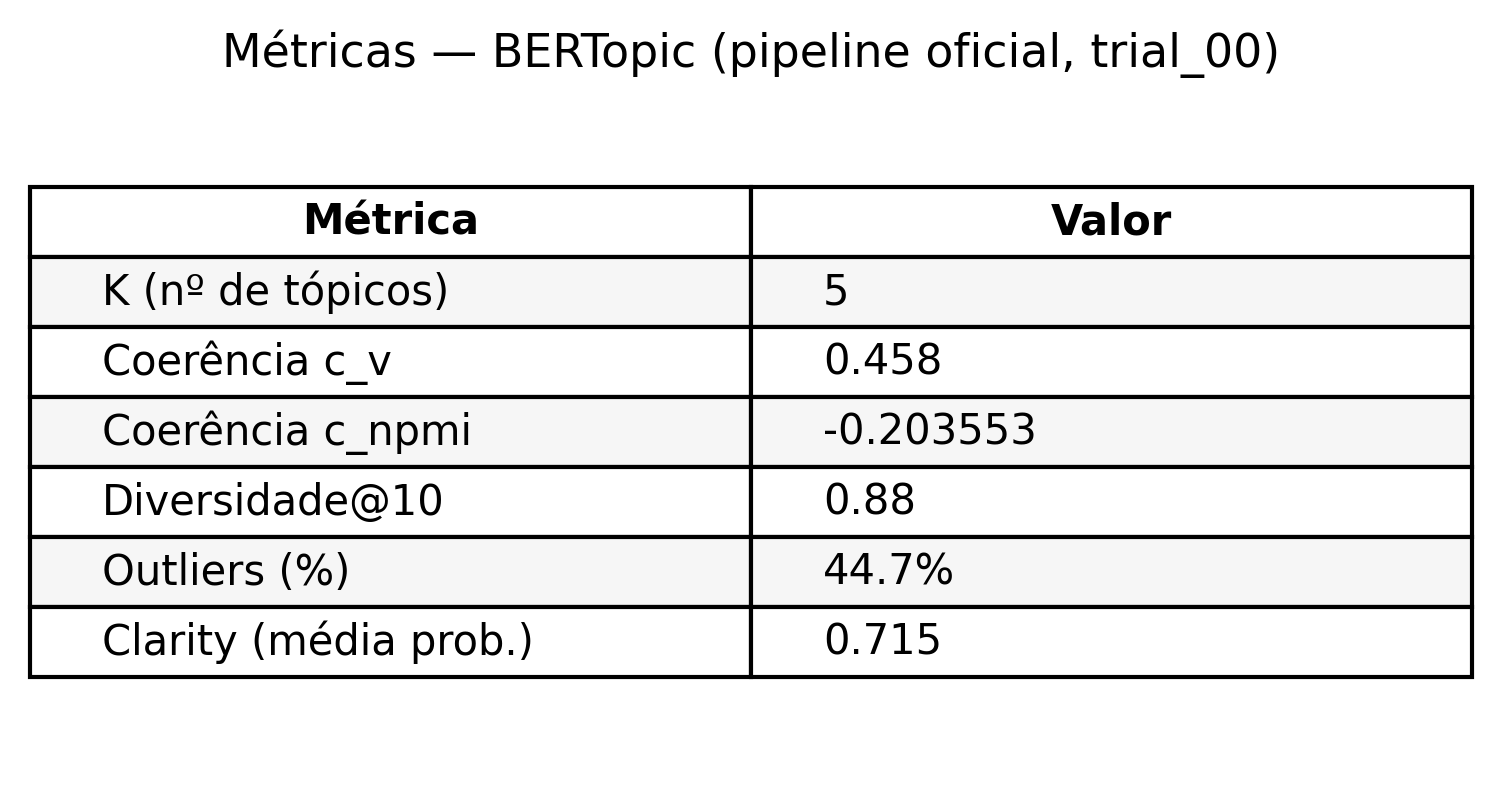 Métricas — BERTopic (pipeline oficial, trial_00)
Métrica Valor
K (nº de tópicos) 5
Coerência c_v 0.458
Coerência c_npmi -0.203553
Diversidade@10 0.88
Outliers (%) 44.7%
Clarity (média prob.) 0.715